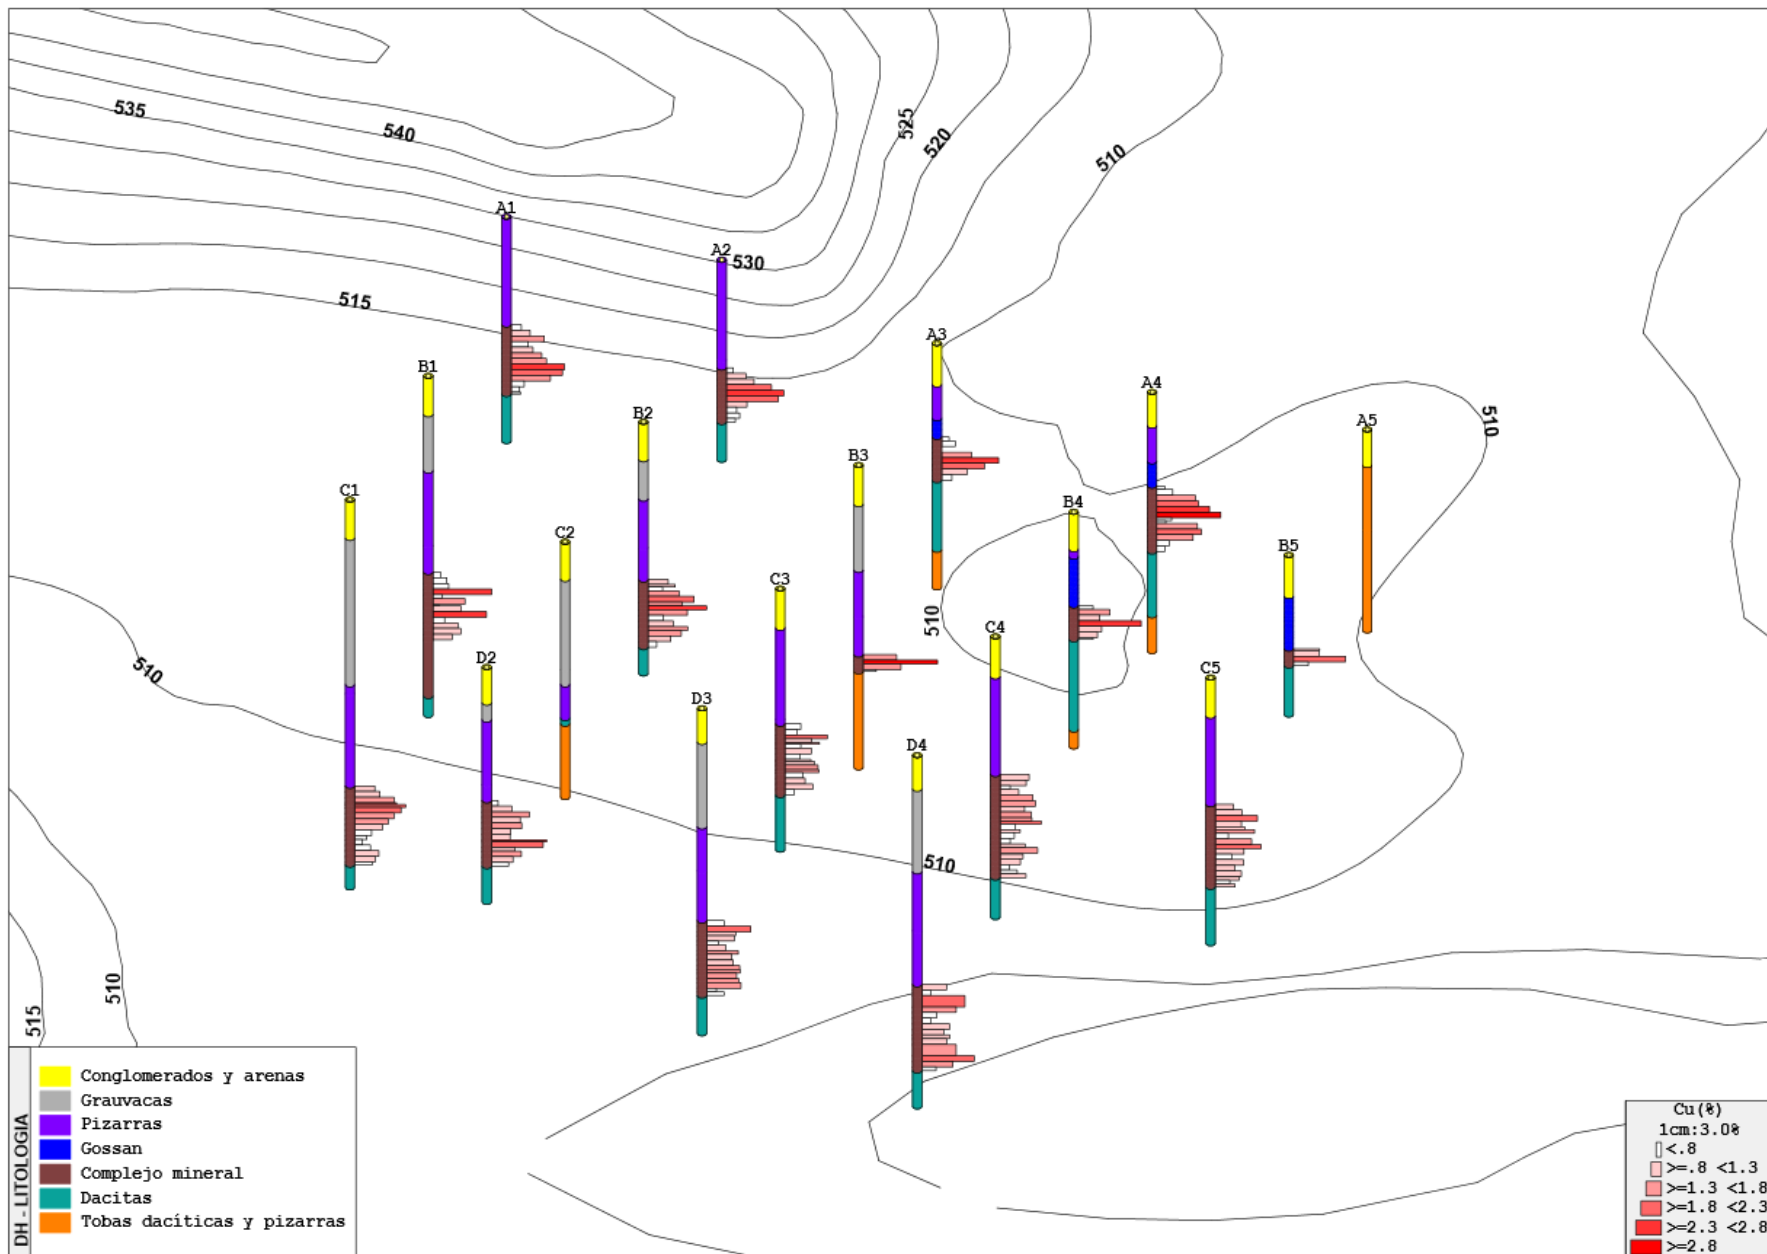 535
540
525
520
510
A1
A2
530
515
A3
B1
A4
B2
A5
510
B3
C1
B4
C2
B5
C3
510
C4
D2
510
C5
D3
D4
510
510
515
DH - LITOLOGIA
Conglomerados y arenas
Grauvacas
Pizarras
Gossan
Complejo mineral
Dacitas
Tobas dacíticas y pizarras
Cu(%)
1cm:3.0%
<.8
>=.8 <1.3
>=1.3 <1.8
>=1.8 <2.3
>=2.3 <2.8
>=2.8